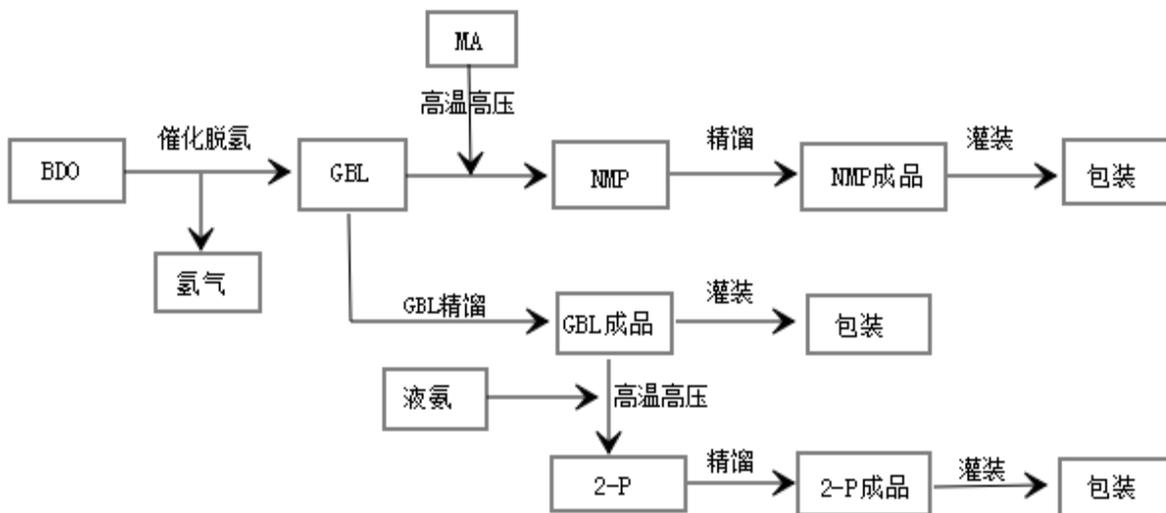 MA
高温高压
催化脱氢
精馏
灌装
BDO
GBL
NMP
NMP成品
包装
氢气
GBL精馏
灌装
GBL成品
包装
液氨
高温高压
精馏
灌装
2-P
2-P成品
包装